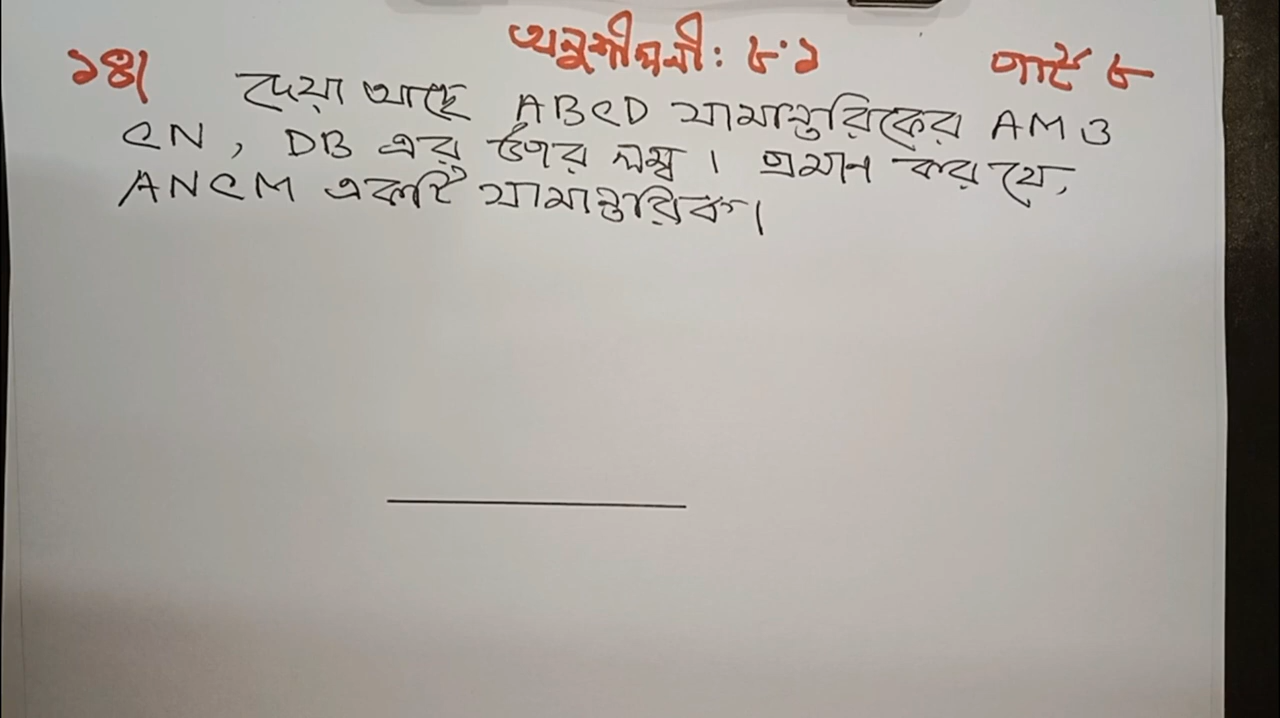 অনুশীলনী: ৮.১
পার্ট ৮
১৪।
দেয়া আছে ABCD সামান্তরিকের AM ও
CN, DB এর উপর লম্ব। প্রমান কর যে,
ANCM একটি সামান্তরিক।